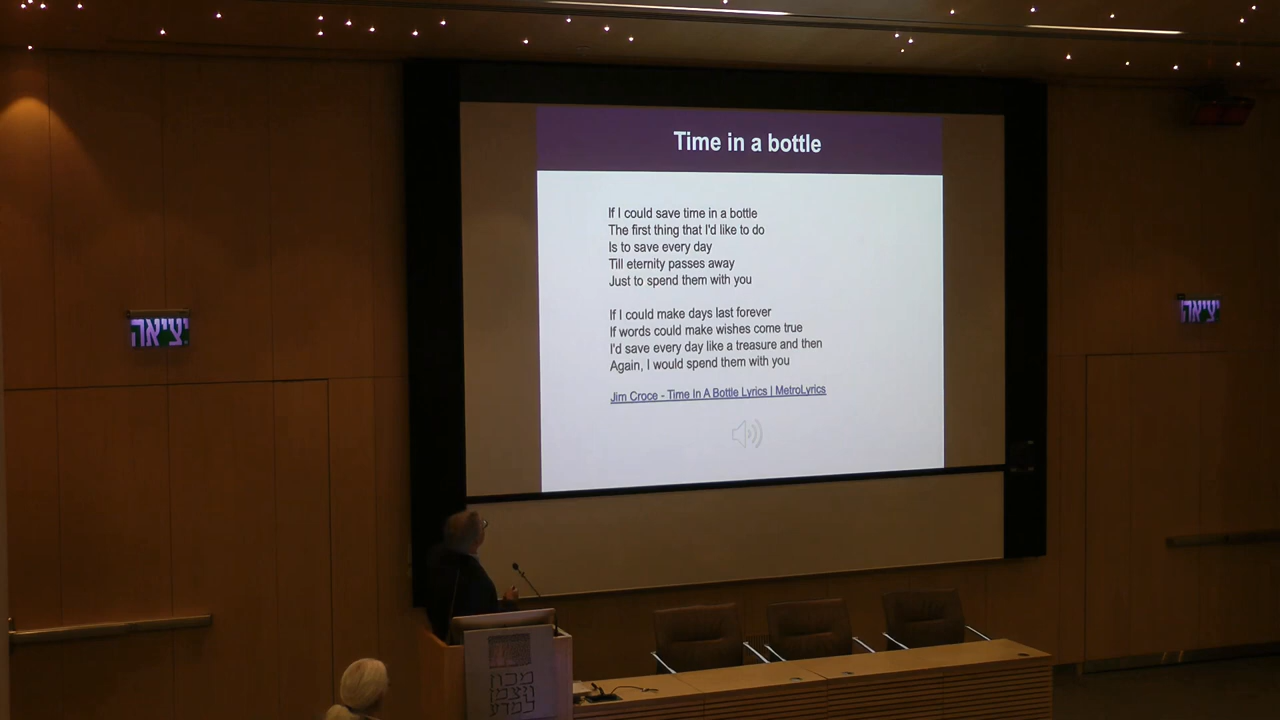 Time in a bottle
If I could save time in a bottle
The first thing that I'd like to do
Is to save every day
Till eternity passes away
Just to spend them with you
If I could make days last forever
If words could make wishes come true
I'd save every day like a treasure and then
Again, I would spend them with you
Jim Croce - Time In A Bottle Lyrics | MetroLyrics
יציאה
יציאה
מכון
ויצמן
למדע